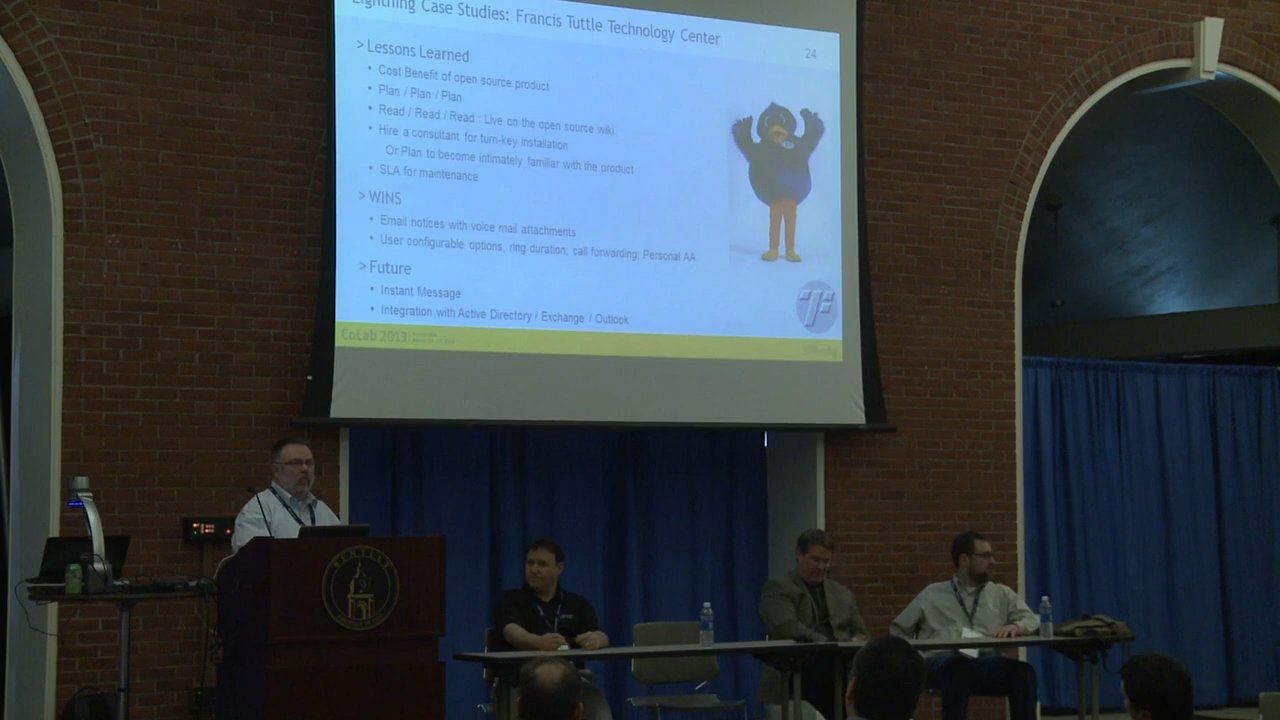 Lightning Case Studies: Francis Tuttle Technology Center
24
> Lessons Learned
• Cost Benefit of open source product
• Plan / Plan / Plan
• Read / Read / Read : Live on the open source wiki.
• Hire a consultant for turn-key installation
Or Plan to become intimately familiar with the product
• SLA for maintenance
> WINS
• Email notices with voice mail attachments
• User configurable options, ring duration; call forwarding; Personal AA
> Future
• Instant Message
• Integration with Active Directory / Exchange / Outlook
CoLab 2013
BENTLEY